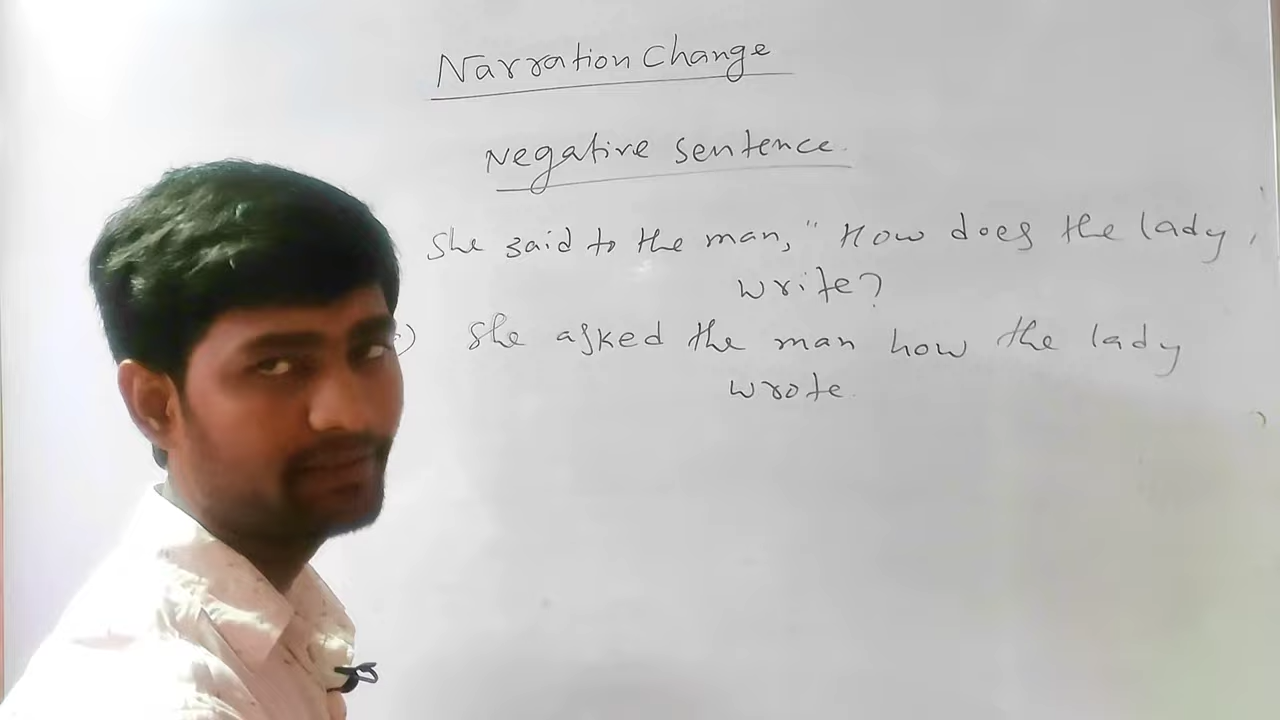 Narration Change
Negative sentence.
She said to the man, " How does the lady,
write?
) She asked the man how the lady
wrote.